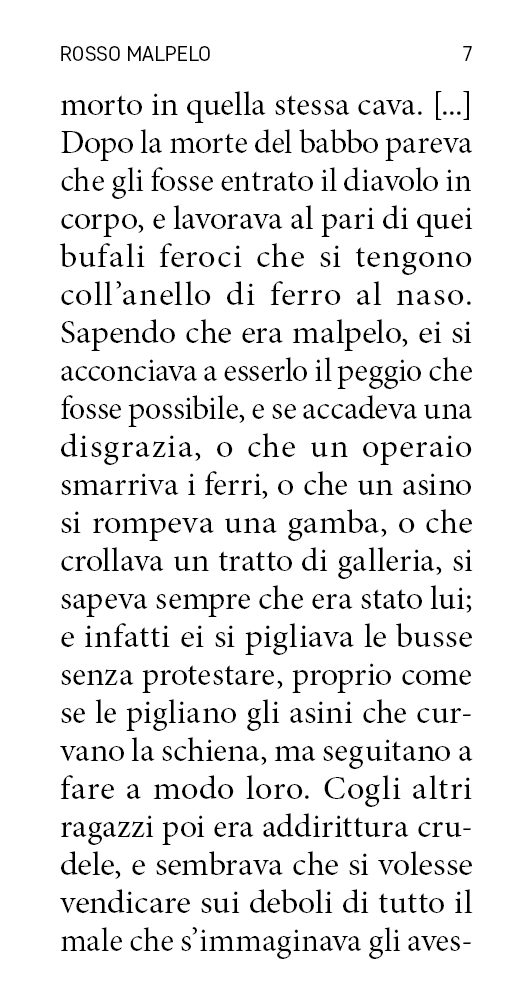 ROSSO MALPELO 7
morto in quella stessa cava. [...]
Dopo la morte del babbo pareva
che gli fosse entrato il diavolo in
corpo, e lavorava al pari di quei
bufali feroci che si tengono
coll’anello di ferro al naso.
Sapendo che era malpelo, ei si
acconciava a esserlo il peggio che
fosse possibile, e se accadeva una
disgrazia, o che un operaio
smarriva i ferri, o che un asino
si rompeva una gamba, o che
crollava un tratto di galleria, si
sapeva sempre che era stato lui;
e infatti ei si pigliava le busse
senza protestare, proprio come
se le pigliano gli asini che cur-
vano la schiena, ma seguitano a
fare a modo loro. Cogli altri
ragazzi poi era addirittura cru-
dele, e sembrava che si volesse
vendicare sui deboli di tutto il
male che s’immaginava gli aves-